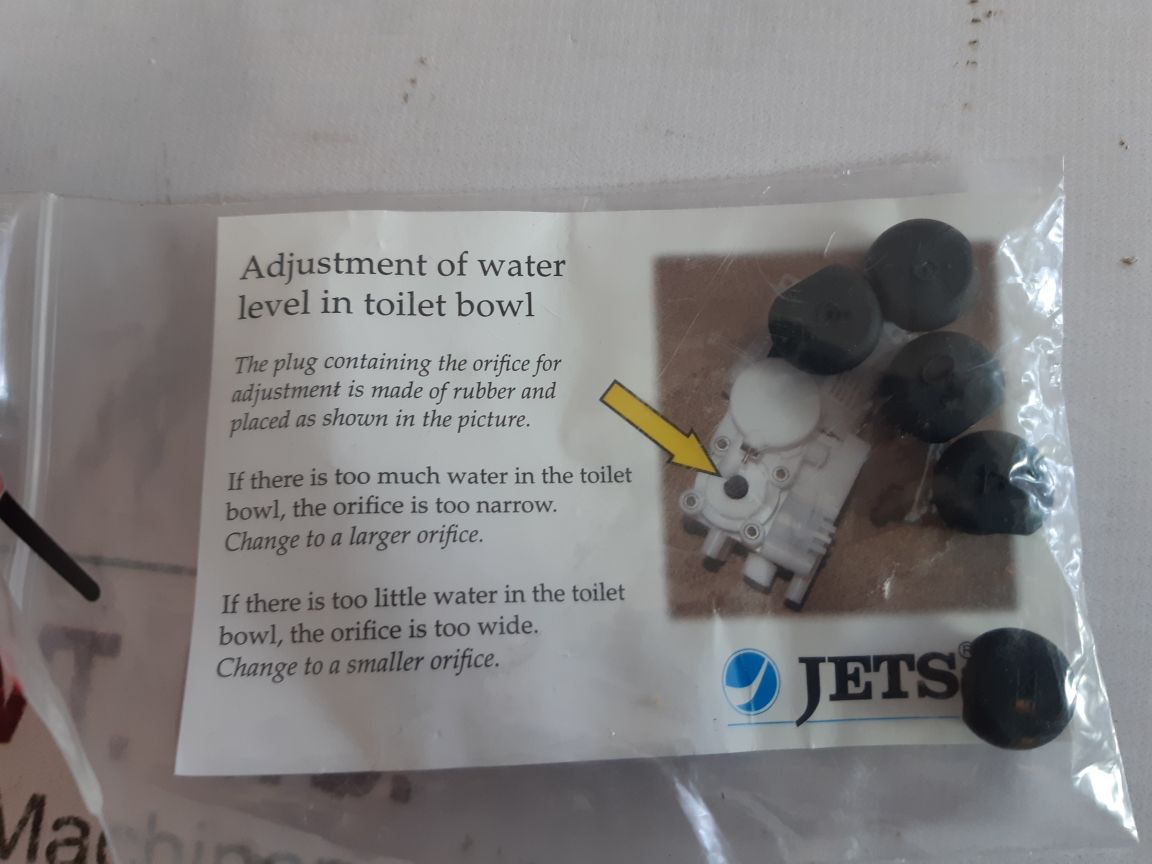 Adjustment of water
level in toilet bowl
The plug containing the orifice for
adjustment is made of rubber and
placed as shown in the picture.
If there is too much water in the toilet
bowl, the orifice is too narrow.
Change to a larger orifice.
If there is too little water in the toilet
bowl, the orifice is too wide.
Change to a smaller orifice.
JETS®
T